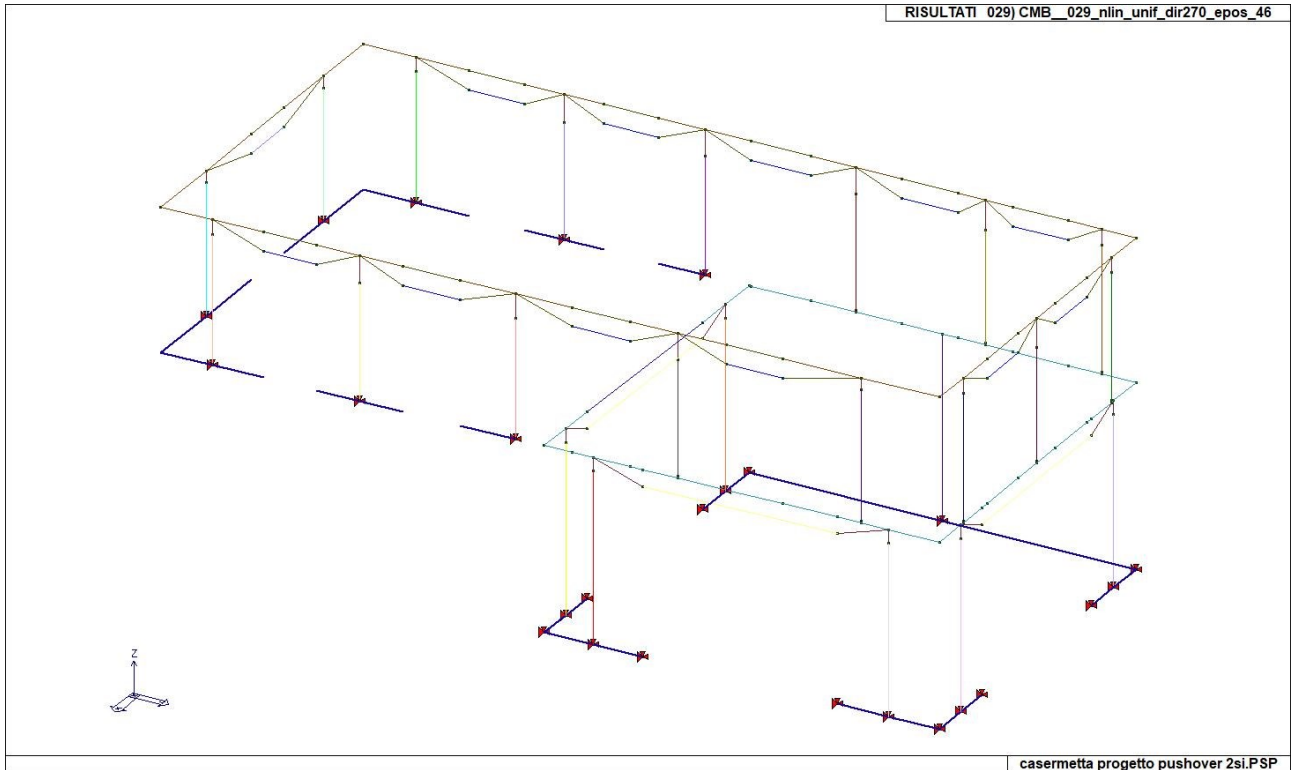 RISULTATI 029) CMB__029_nlin_unif_dir270_epos_46
Z
casermetta progetto pushover 2si.PSP